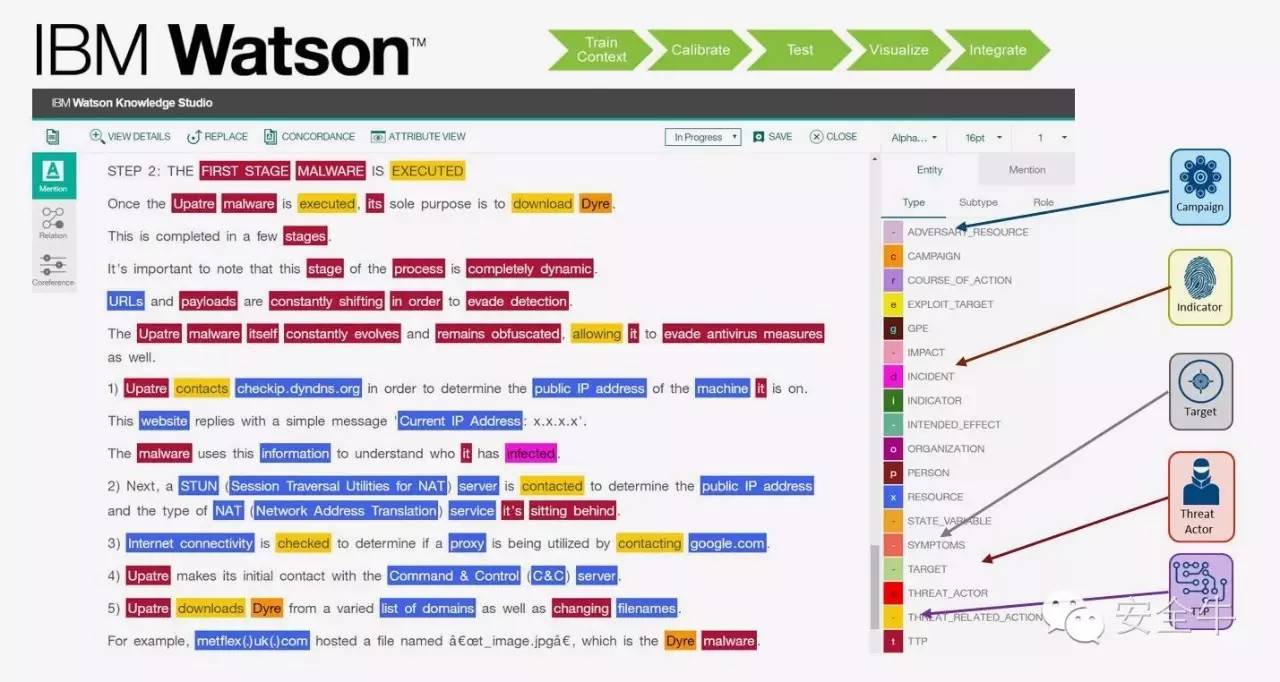 IBM Watson™
Train
Context
Calibrate
Test
Visualize
Integrate
IBM Watson Knowledge Studio
VIEW DETAILS REPLACE CONCORDANCE ATTRIBUTE VIEW In Progress SAVE CLOSE Alpha... 16pt 1
A
Mention
Relation
Coreference
STEP 2: THE FIRST STAGE MALWARE IS EXECUTED
Once the Upatre malware is executed, its sole purpose is to download Dyre.
This is completed in a few stages.
It's important to note that this stage of the process is completely dynamic.
URLs and payloads are constantly shifting in order to evade detection.
The Upatre malware itself constantly evolves and remains obfuscated, allowing it to evade antivirus measures
as well.
1) Upatre contacts checkip.dyndns.org in order to determine the public IP address of the machine it is on.
This website replies with a simple message 'Current IP Address: x.x.x.x'.
The malware uses this information to understand who it has infected.
2) Next, a STUN (Session Traversal Utilities for NAT) server is contacted to determine the public IP address
and the type of NAT (Network Address Translation) service it's sitting behind.
3) Internet connectivity is checked to determine if a proxy is being utilized by contacting google.com.
4) Upatre makes its initial contact with the Command & Control (C&C) server.
5) Upatre downloads Dyre from a varied list of domains as well as changing filenames.
For example, metflex(.)uk(.)com hosted a file named â€œt_image.jpgâ€, which is the Dyre malware.
Entity Mention
Type Subtype Role
- ADVERSARY_RESOURCE
c CAMPAIGN
r COURSE_OF_ACTION
e EXPLOIT_TARGET
g GPE
- IMPACT
d INCIDENT
i INDICATOR
- INTENDED_EFFECT
o ORGANIZATION
p PERSON
x RESOURCE
- STATE_VARIABLE
- SYMPTOMS
- TARGET
THREAT_ACTOR
- THREAT_RELATED_ACTION
t TTP
Campaign
Indicator
Target
Threat
Actor
TTP
安全牛